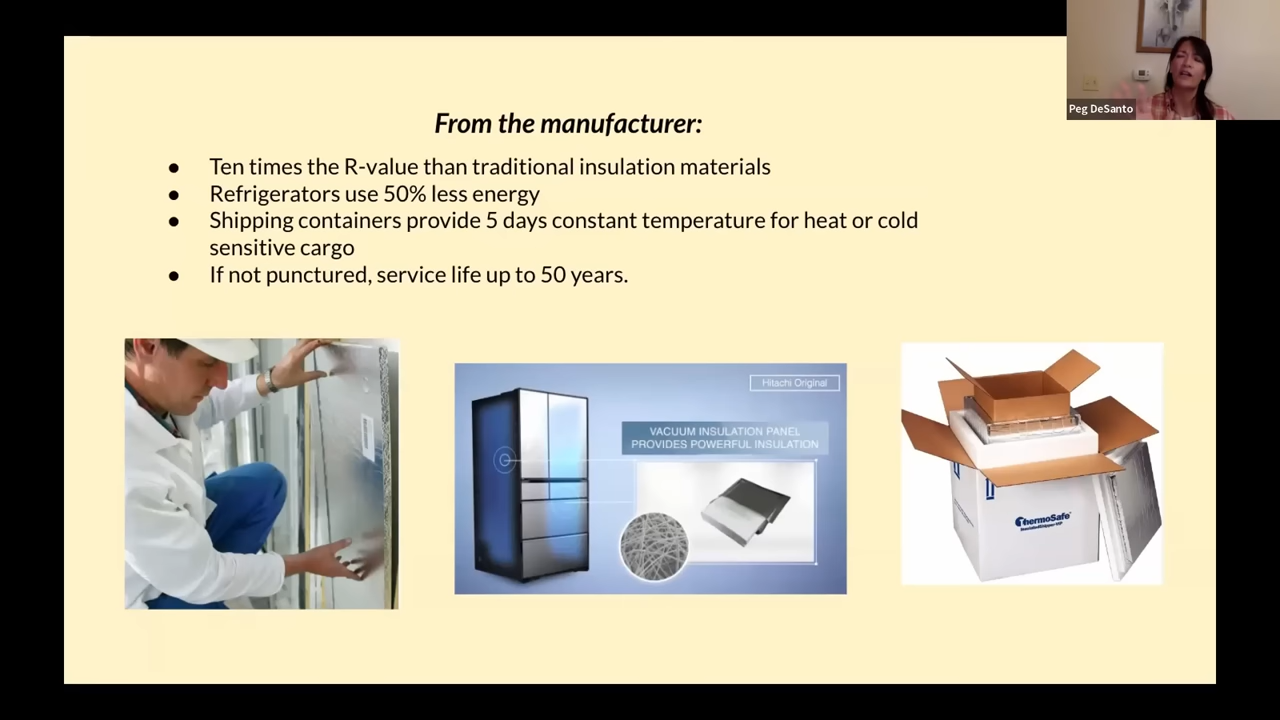 Peg DeSanto
From the manufacturer:
● Ten times the R-value than traditional insulation materials
● Refrigerators use 50% less energy
● Shipping containers provide 5 days constant temperature for heat or cold
sensitive cargo
● If not punctured, service life up to 50 years.
Hitachi Original
VACUUM INSULATION PANEL
PROVIDES POWERFUL INSULATION
ThermoSafe